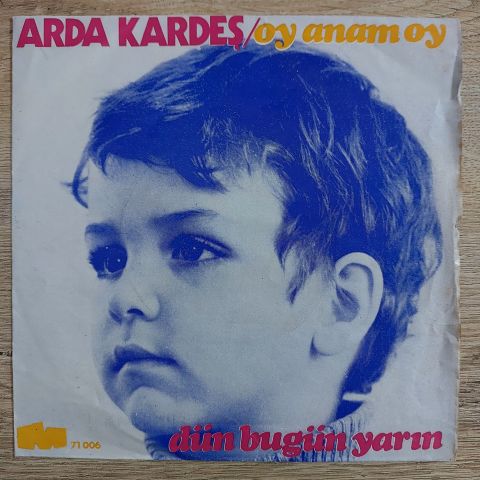 ARDA KARDEŞ/oy anam oy
dün bugün yarın
71 006